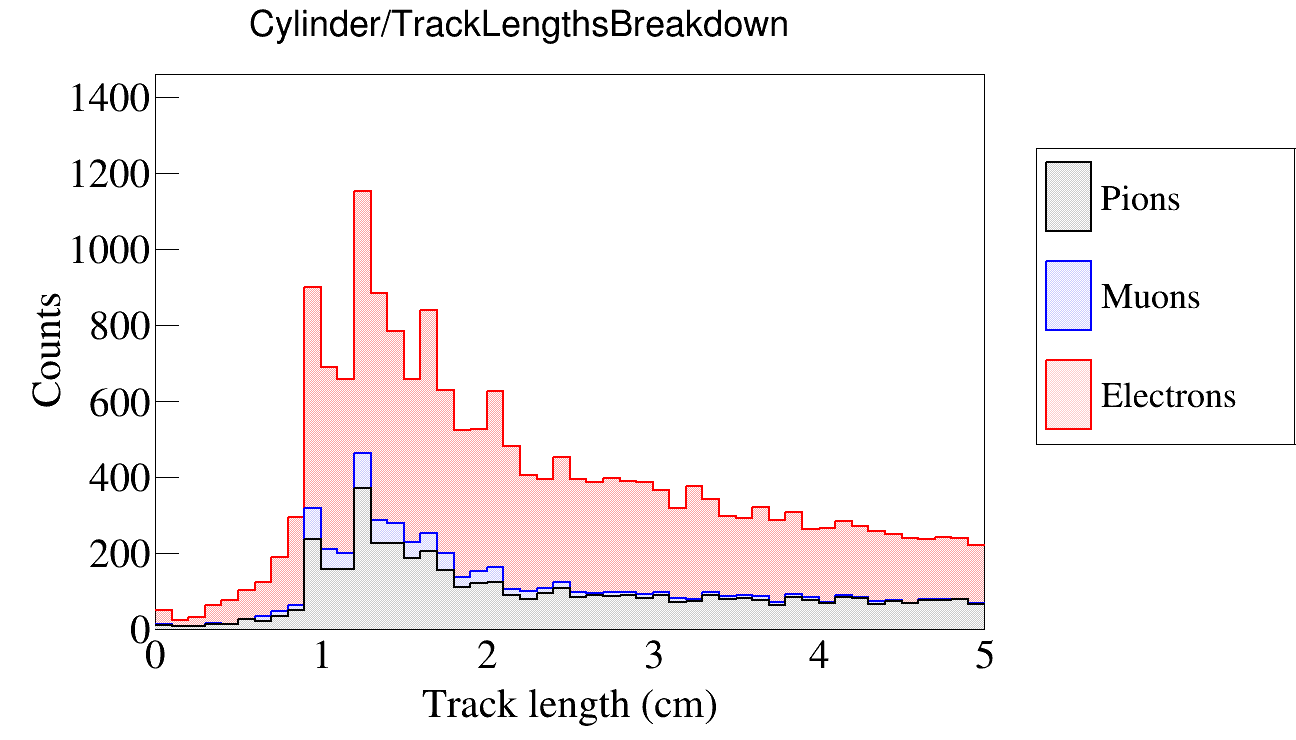 Cylinder/TrackLengthsBreakdown
1400
1200
1000
800
600
400
200
0
Counts
0 1 2 3 4 5
Track length (cm)
Pions
Muons
Electrons